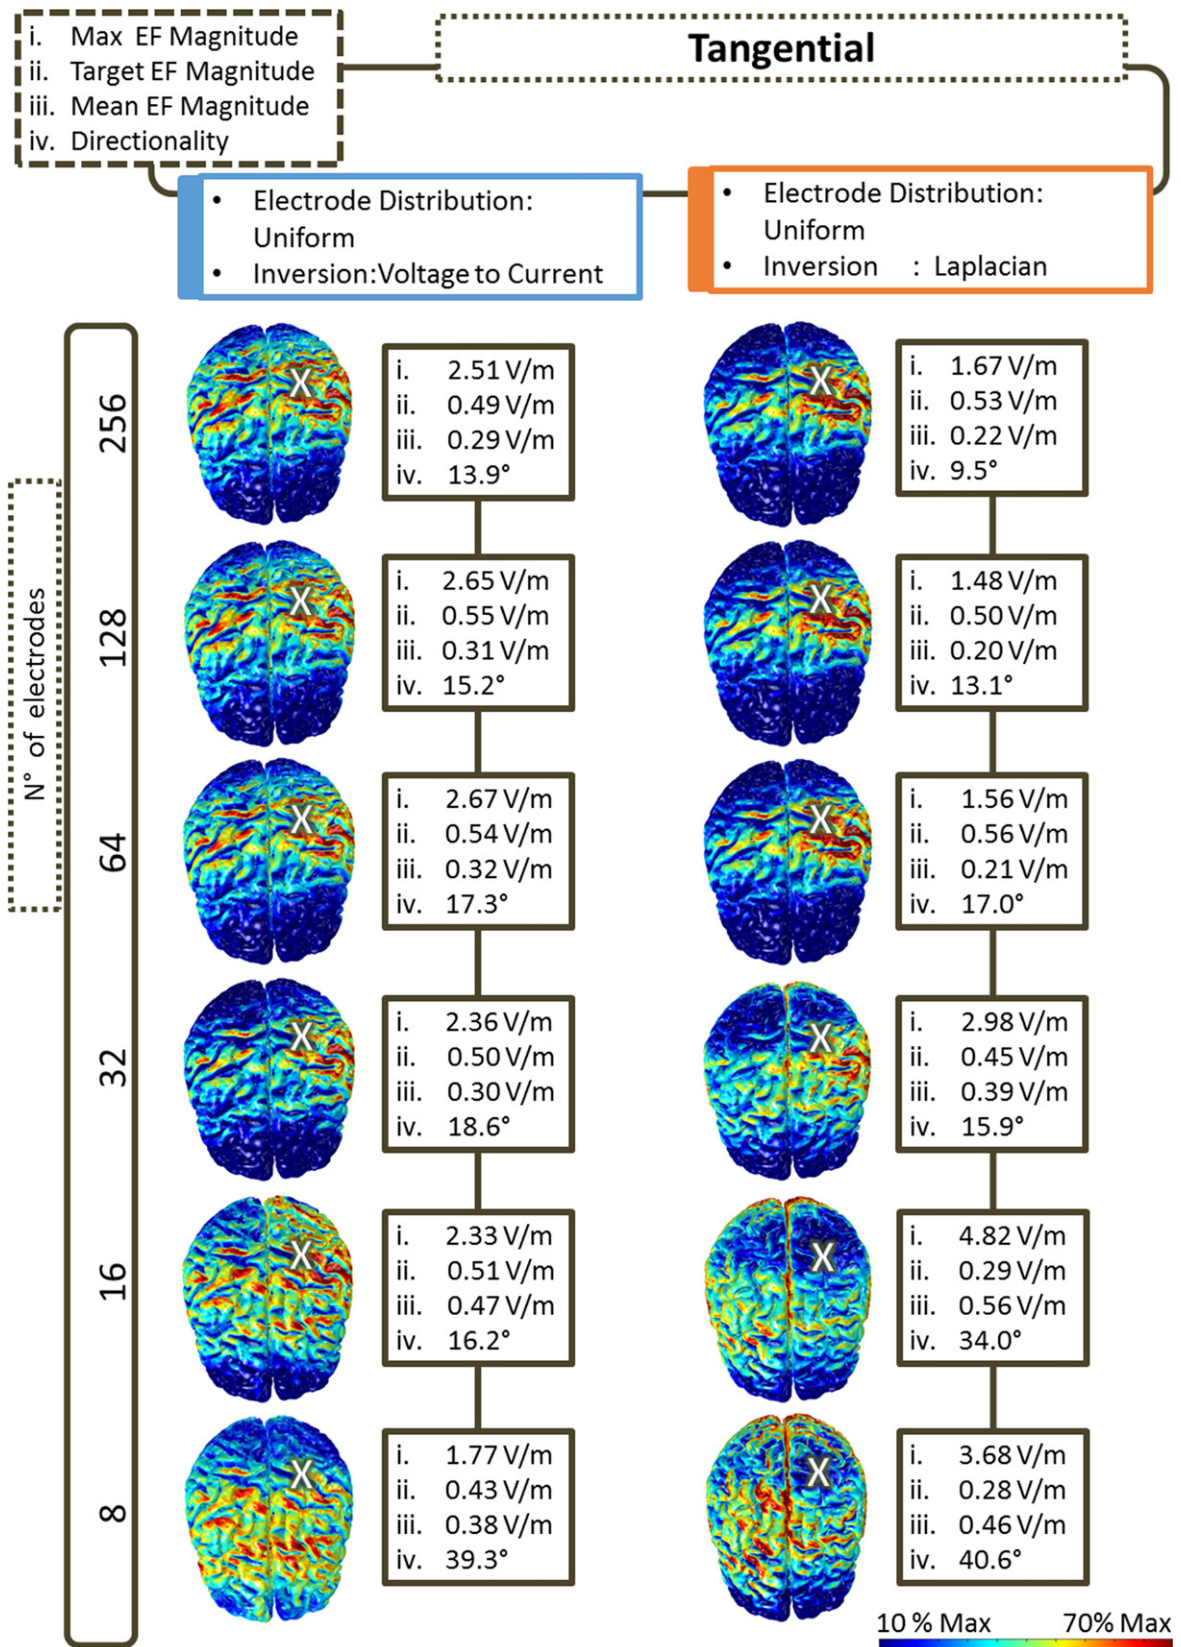 i. Max EF Magnitude
ii. Target EF Magnitude
iii. Mean EF Magnitude
iv. Directionality
Tangential
• Electrode Distribution:
Uniform
• Inversion:Voltage to Current
• Electrode Distribution:
Uniform
• Inversion : Laplacian
N° of electrodes
256
X
i. 2.51 V/m
ii. 0.49 V/m
iii. 0.29 V/m
iv. 13.9°
X
i. 1.67 V/m
ii. 0.53 V/m
iii. 0.22 V/m
iv. 9.5°
128
X
i. 2.65 V/m
ii. 0.55 V/m
iii. 0.31 V/m
iv. 15.2°
X
i. 1.48 V/m
ii. 0.50 V/m
iii. 0.20 V/m
iv. 13.1°
64
X
i. 2.67 V/m
ii. 0.54 V/m
iii. 0.32 V/m
iv. 17.3°
X
i. 1.56 V/m
ii. 0.56 V/m
iii. 0.21 V/m
iv. 17.0°
32
X
i. 2.36 V/m
ii. 0.50 V/m
iii. 0.30 V/m
iv. 18.6°
X
i. 2.98 V/m
ii. 0.45 V/m
iii. 0.39 V/m
iv. 15.9°
16
X
i. 2.33 V/m
ii. 0.51 V/m
iii. 0.47 V/m
iv. 16.2°
X
i. 4.82 V/m
ii. 0.29 V/m
iii. 0.56 V/m
iv. 34.0°
8
X
i. 1.77 V/m
ii. 0.43 V/m
iii. 0.38 V/m
iv. 39.3°
X
i. 3.68 V/m
ii. 0.28 V/m
iii. 0.46 V/m
iv. 40.6°
10 % Max 70% Max